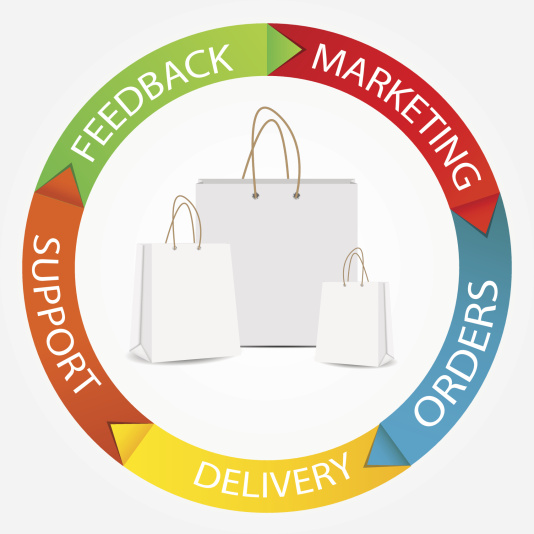 MARKETING
ORDERS
DELIVERY
SUPPORT
FEEDBACK